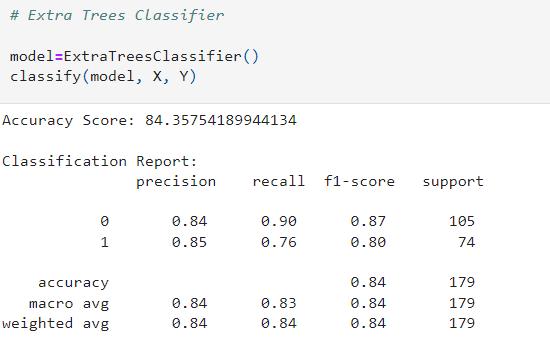 # Extra Trees Classifier
model=ExtraTreesClassifier()
classify(model, X, Y)
Accuracy Score: 84.35754189944134
Classification Report:
precision recall f1-score support
0 0.84 0.90 0.87 105
1 0.85 0.76 0.80 74
accuracy 0.84 179
macro avg 0.84 0.83 0.84 179
weighted avg 0.84 0.84 0.84 179